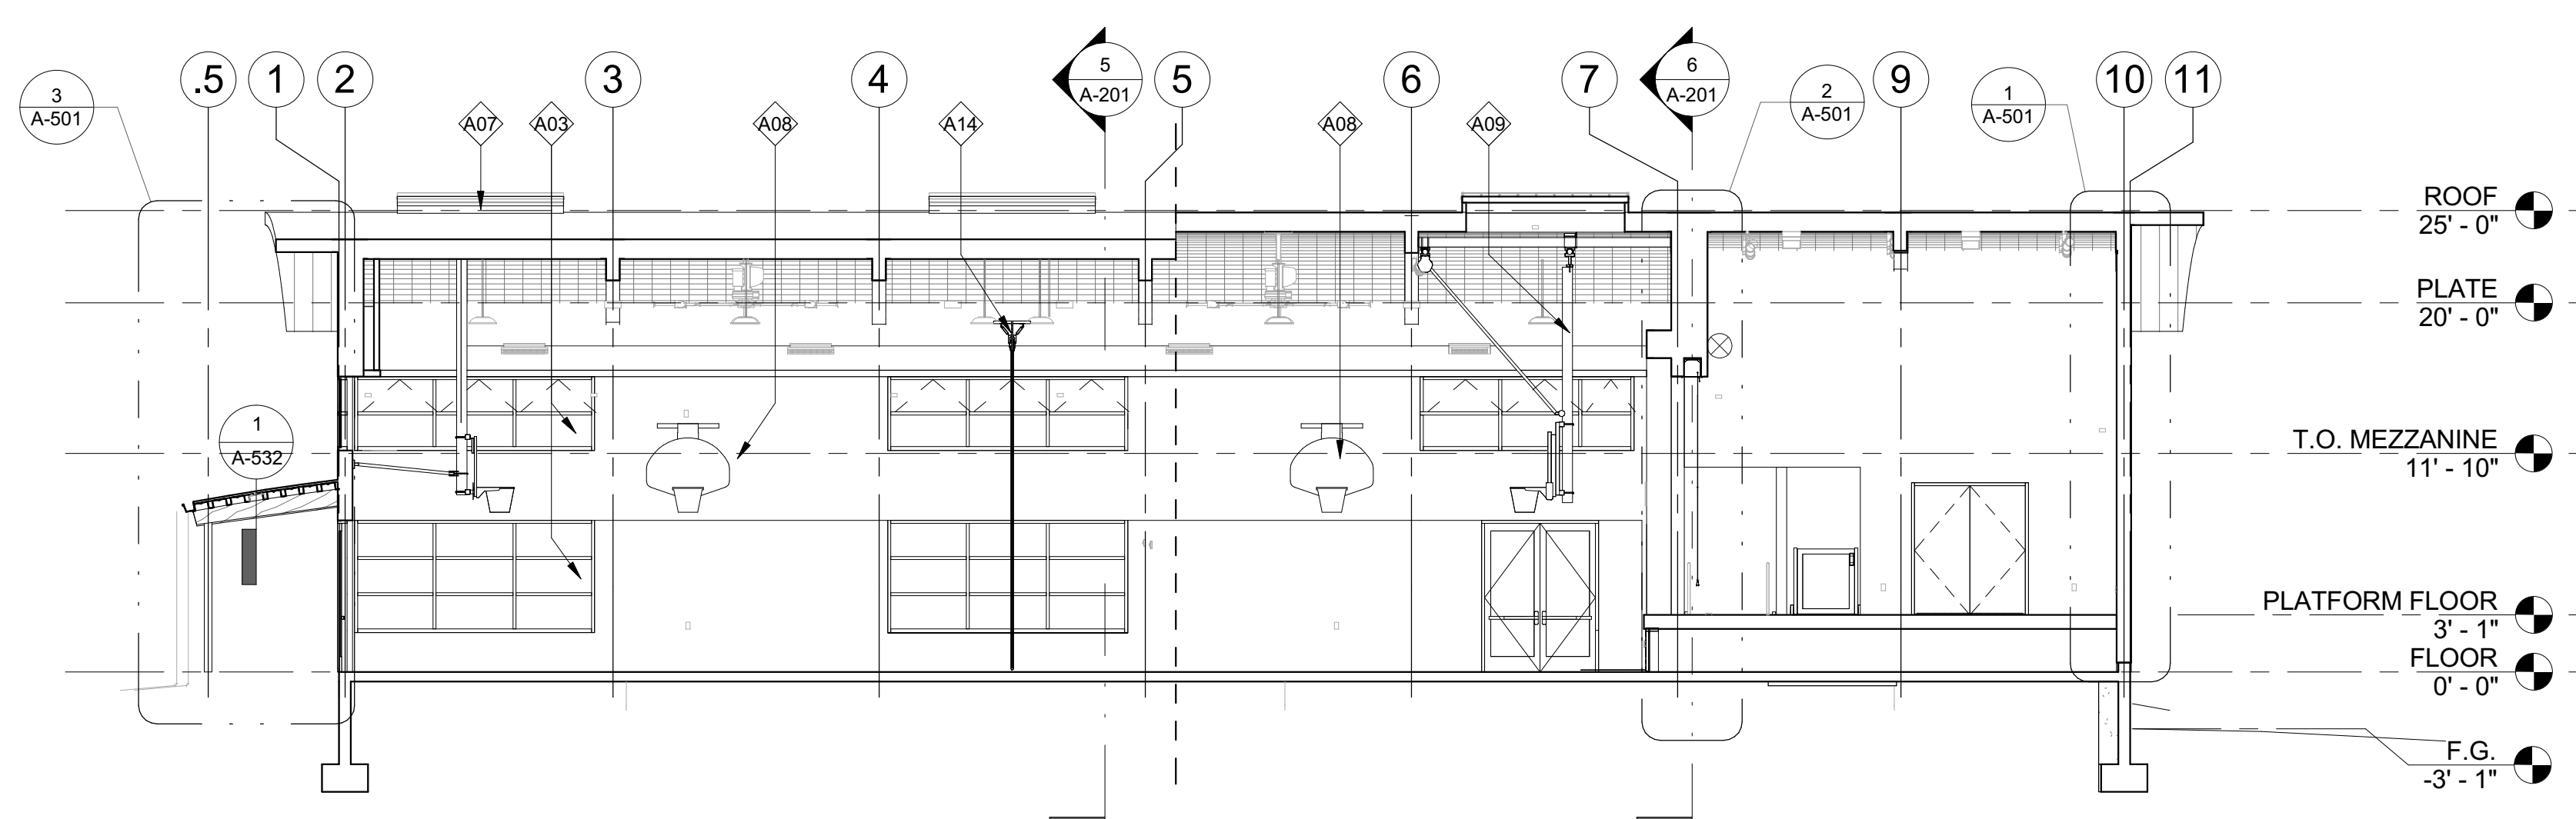 3
A-501
.5
1
2
3
4
5
A-201
5
6
7
6
A-201
2
A-501
9
1
A-501
10
11
A07
A03
A08
A14
A08
A09
1
A-532
ROOF
25' - 0"
PLATE
20' - 0"
T.O. MEZZANINE
11' - 10"
PLATFORM FLOOR
3' - 1"
FLOOR
0' - 0"
F.G.
-3' - 1"